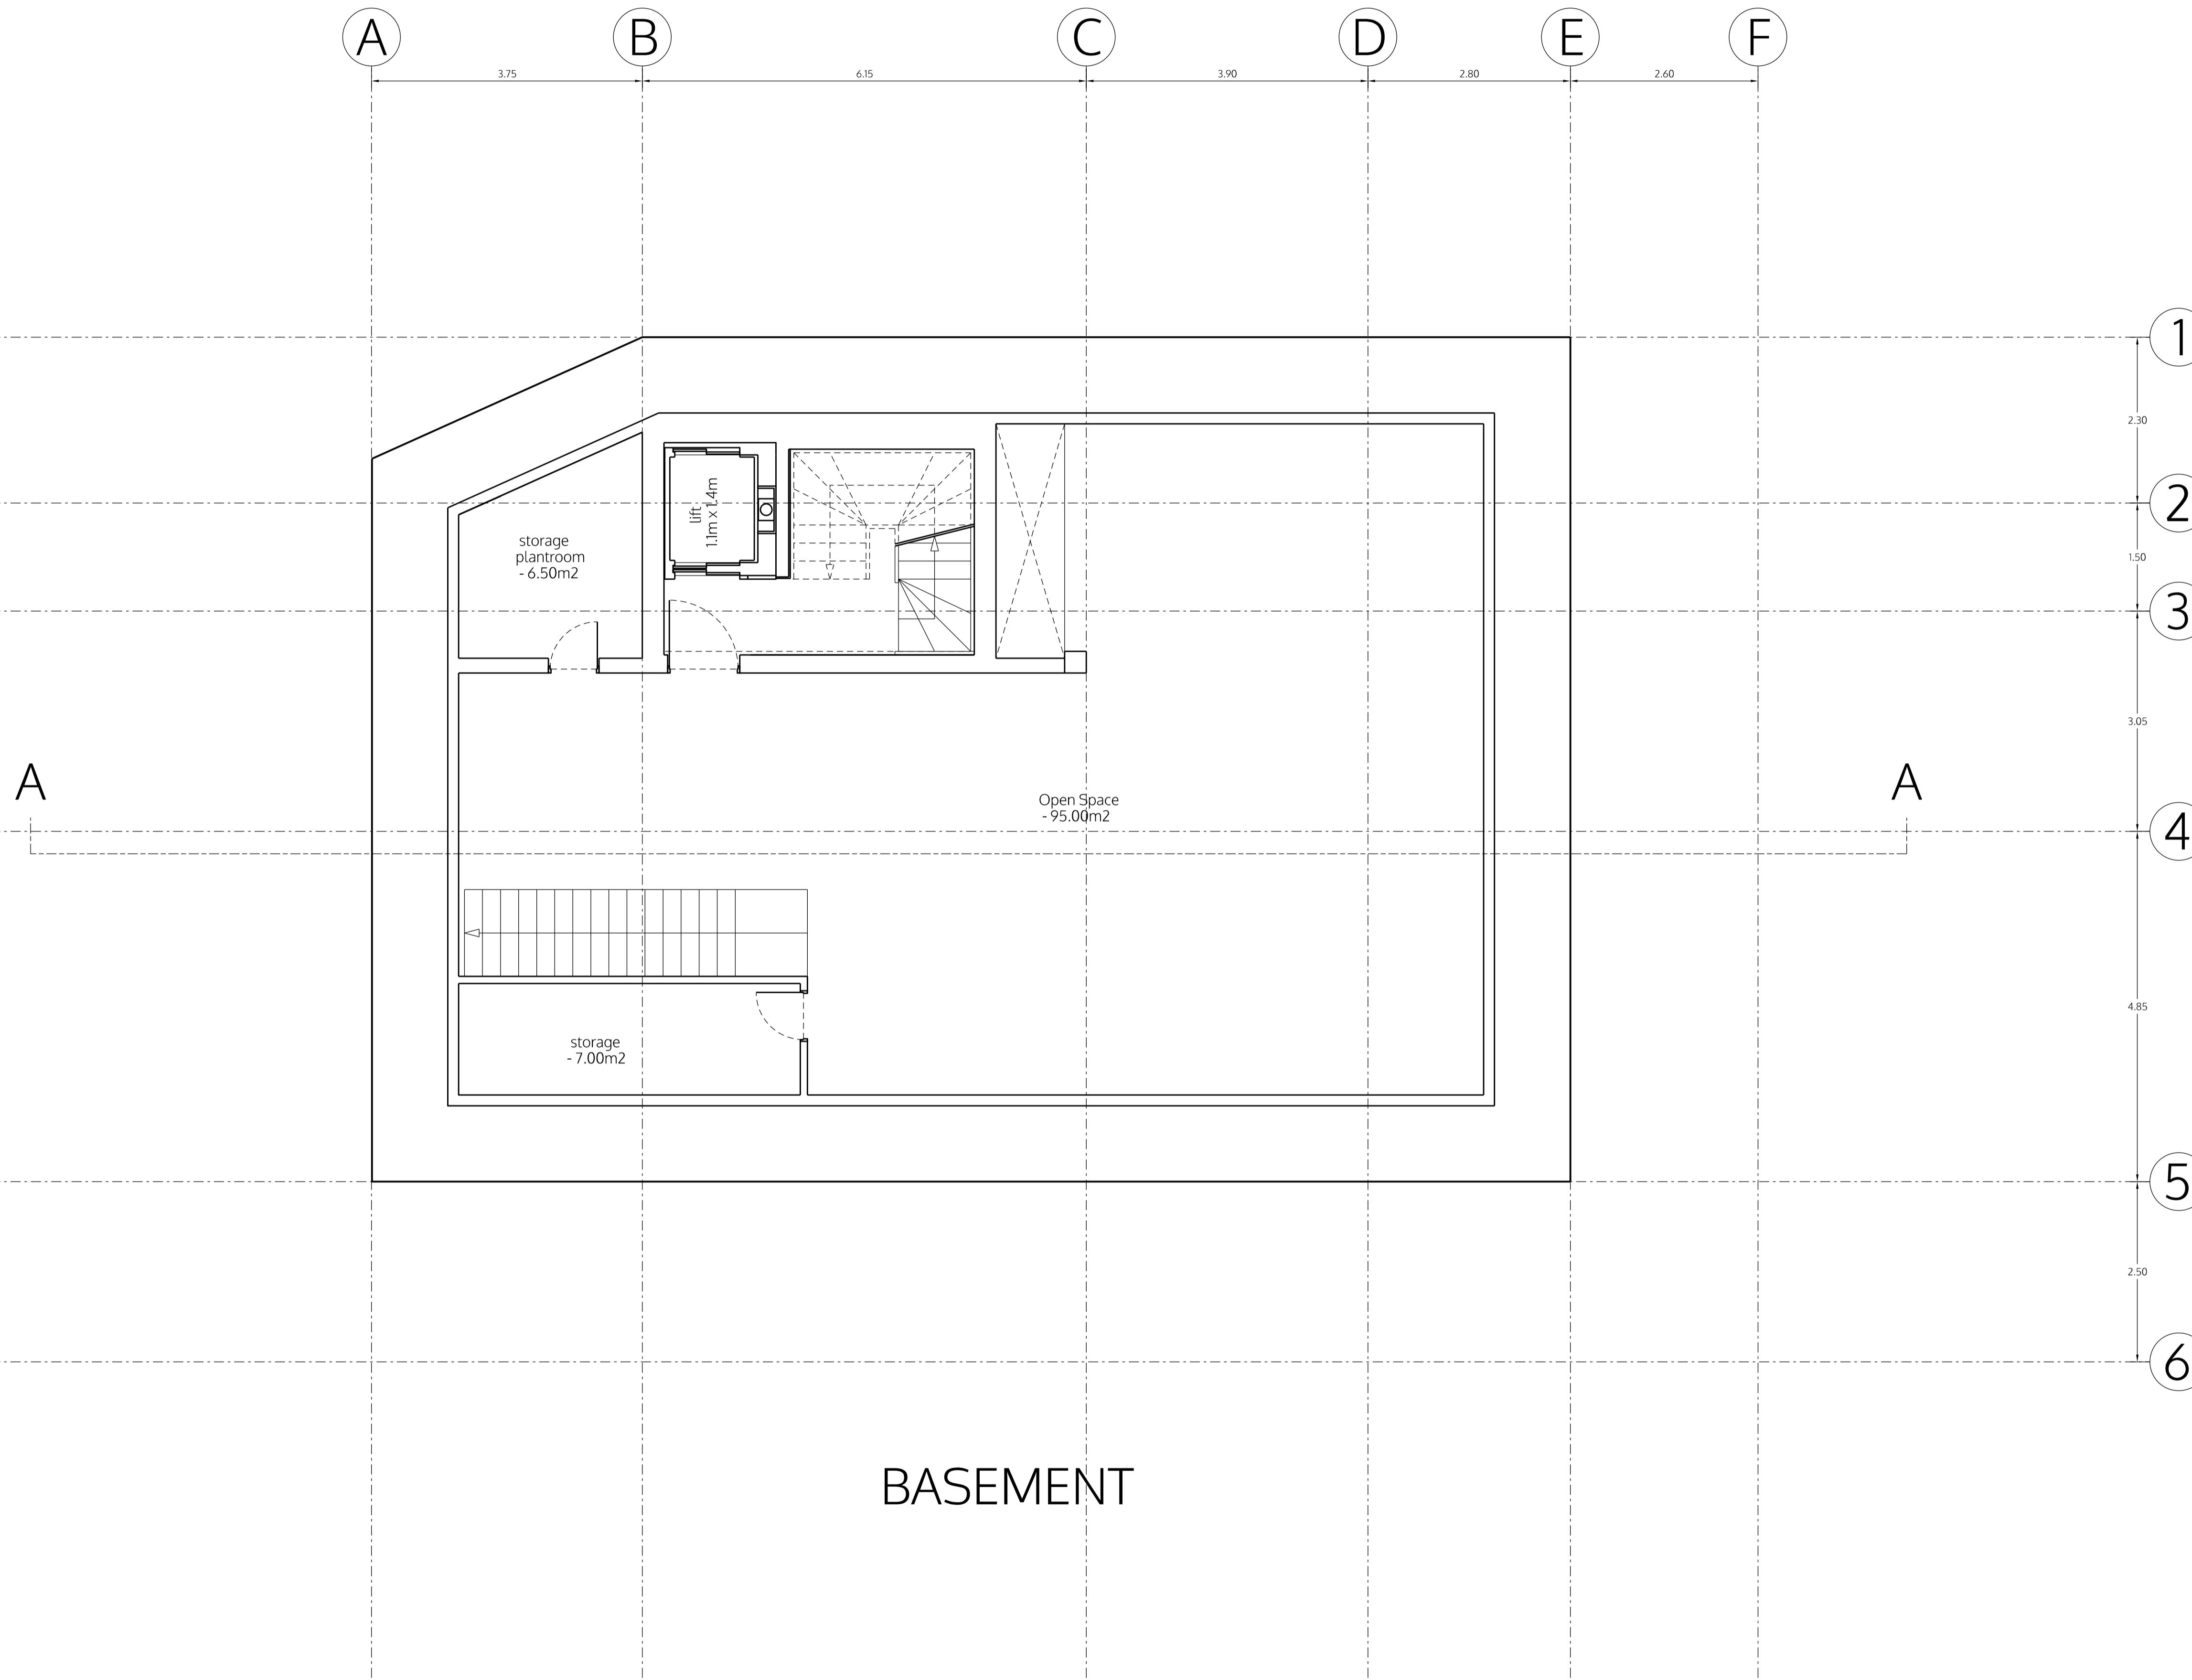 A
B
C
D
E
F
3.75
6.15
3.90
2.80
2.60
1
2.30
2
1.50
3
3.05
4
4.85
5
2.50
6
lift
1.1m x 1.4m
storage
plantroom
- 6.50m2
A
A
Open Space
- 95.00m2
storage
- 7.00m2
BASEMENT